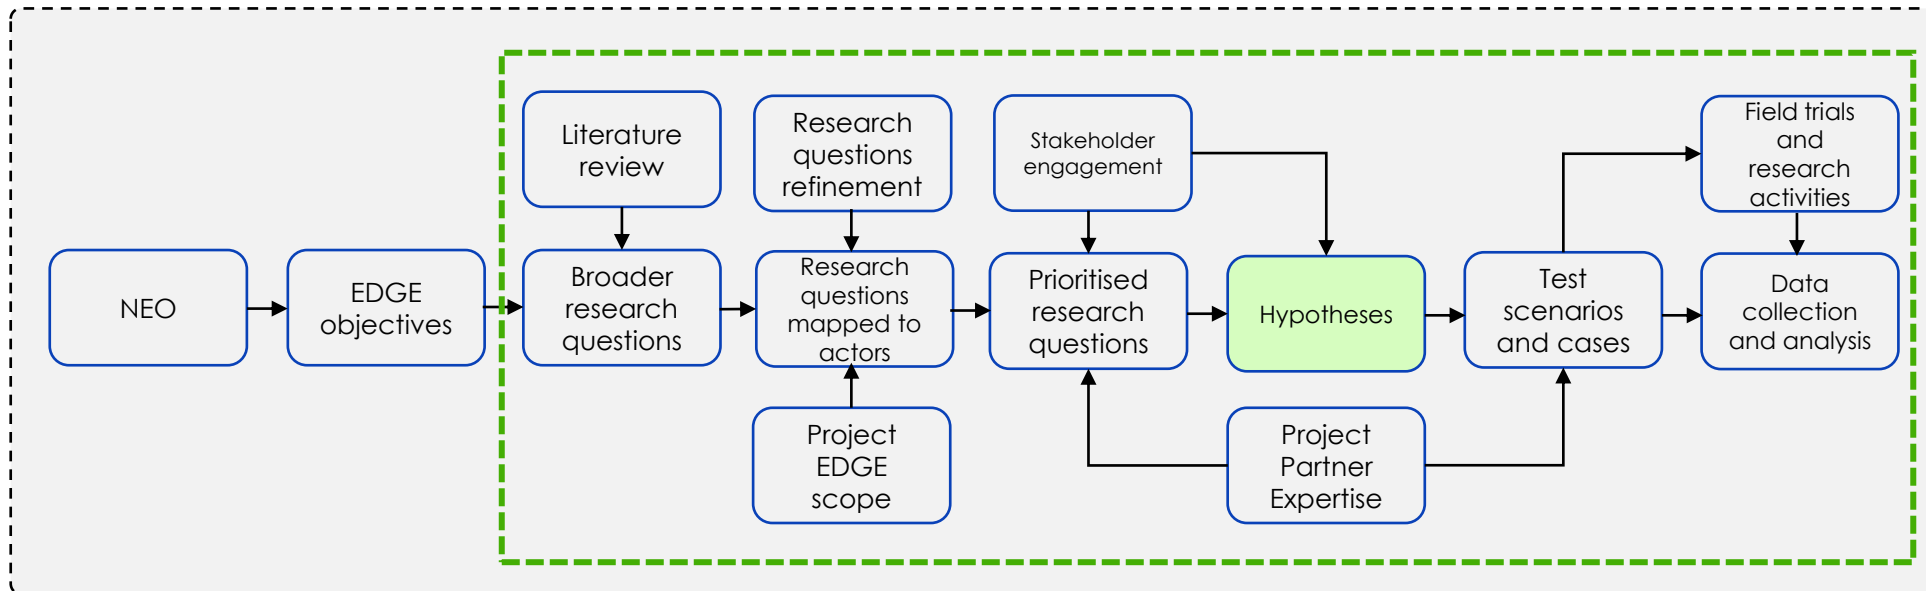 Literature
review
Research
questions
refinement
Stakeholder
engagement
Field trials
and
research
activities
NEO
EDGE
objectives
Broader
research
questions
Research
questions
mapped to
actors
Prioritised
research
questions
Hypotheses
Test
scenarios
and cases
Data
collection
and analysis
Project
EDGE
scope
Project
Partner
Expertise